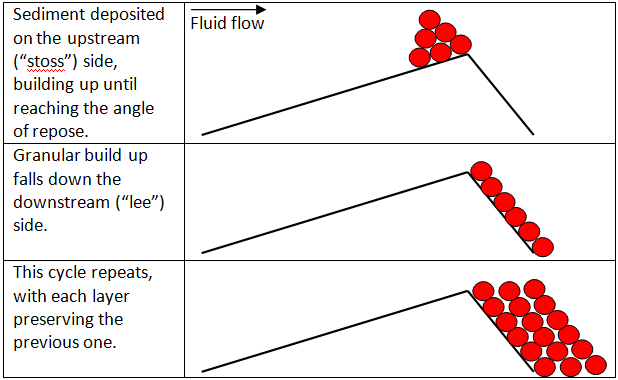 Sediment deposited
on the upstream
(“stoss”) side,
building up until
reaching the angle
of repose.
Fluid flow
Granular build up
falls down the
downstream (“lee”)
side.
This cycle repeats,
with each layer
preserving the
previous one.